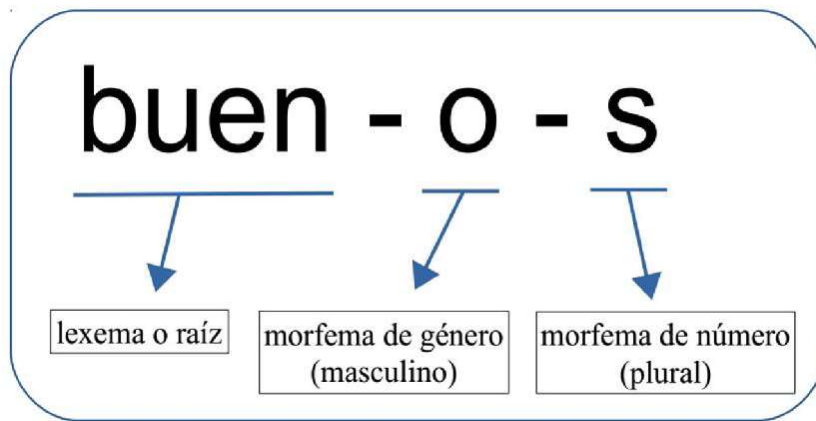 buen - o - s
lexema o raíz
morfema de género
(masculino)
morfema de número
(plural)